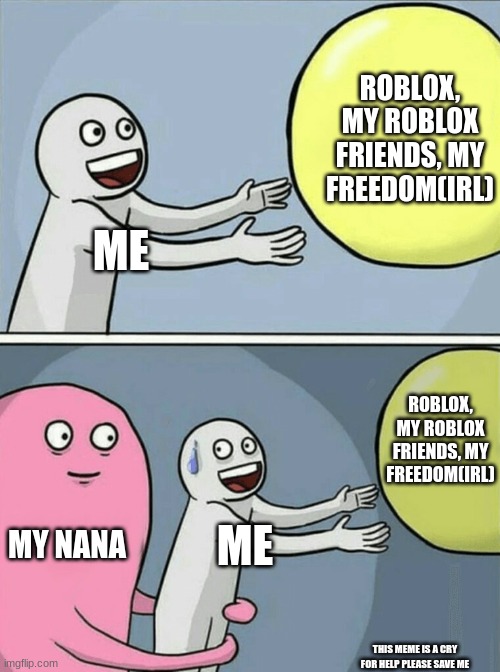 ROBLOX,
MY ROBLOX
FRIENDS, MY
FREEDOM(IRL)
ME
ROBLOX,
MY ROBLOX
FRIENDS, MY
FREEDOM(IRL)
MY NANA
ME
THIS MEME IS A CRY
FOR HELP PLEASE SAVE ME
imgflip.com